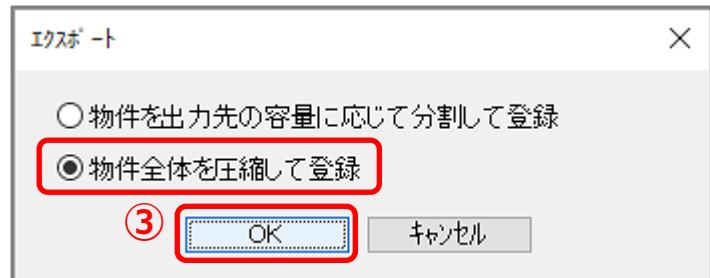 ｴｸｽﾎﾟｰﾄ
物件を出力先の容量に応じて分割して登録
物件全体を圧縮して登録
③ OK ｷｬﾝｾﾙ